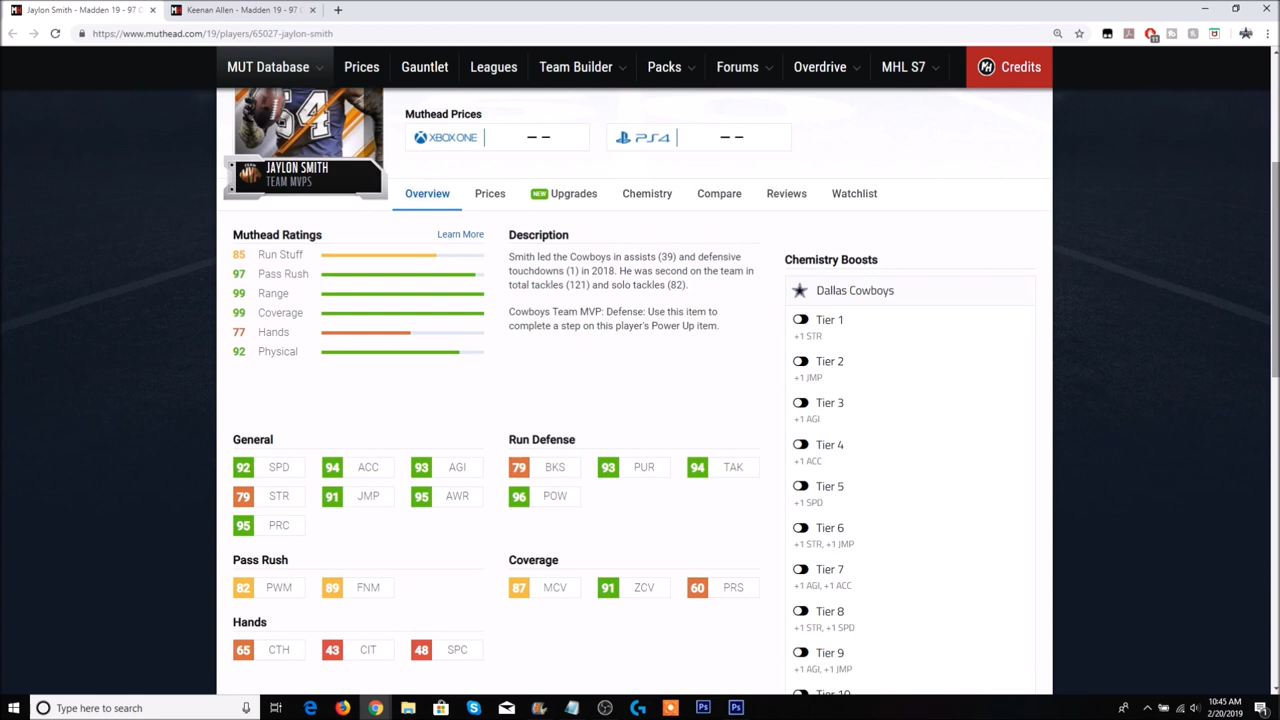 Jaylon Smith - Madden 19 - 97 C
Keenan Allen - Madden 19 - 97 C
https://www.muthead.com/19/players/65027-jaylon-smith
11
MUT Database Prices Gauntlet Leagues Team Builder Packs Forums Overdrive MHL S7 Credits
54
JAYLON SMITH
TEAM MVPS
Muthead Prices
XBOX ONE - -
PS4 - -
Overview Prices NEW Upgrades Chemistry Compare Reviews Watchlist
Muthead Ratings Learn More
85 Run Stuff
97 Pass Rush
99 Range
99 Coverage
77 Hands
92 Physical
Description
Smith led the Cowboys in assists (39) and defensive
touchdowns (1) in 2018. He was second on the team in
total tackles (121) and solo tackles (82).
Cowboys Team MVP: Defense: Use this item to
complete a step on this player's Power Up item.
General
92 SPD 94 ACC 93 AGI
79 STR 91 JMP 95 AWR
95 PRC
Run Defense
79 BKS 93 PUR 94 TAK
96 POW
Pass Rush
82 PWM 89 FNM
Coverage
87 MCV 91 ZCV 60 PRS
Hands
65 CTH 43 CIT 48 SPC
Chemistry Boosts
Dallas Cowboys
Tier 1
+1 STR
Tier 2
+1 JMP
Tier 3
+1 AGI
Tier 4
+1 ACC
Tier 5
+1 SPD
Tier 6
+1 STR, +1 JMP
Tier 7
+1 AGI, +1 ACC
Tier 8
+1 STR, +1 SPD
Tier 9
+1 AGI, +1 JMP
Tier 10
Type here to search
10:45 AM
2/20/2019